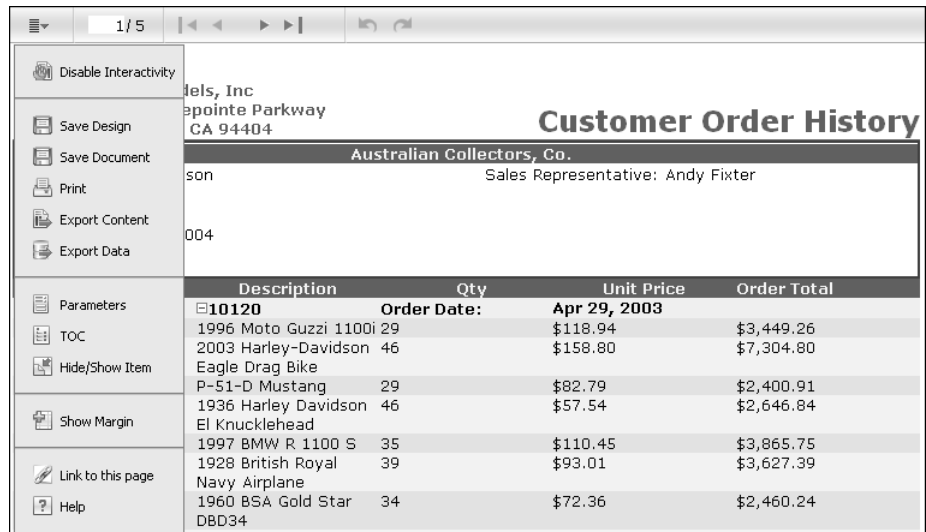 1/ 5
Disable Interactivity
Save Design
Save Document
Print
Export Content
Export Data
Parameters
TOC
Hide/Show Item
Show Margin
Link to this page
Help
dels, Inc
epointe Parkway
CA 94404
Customer Order History
Australian Collectors, Co.
son
Sales Representative: Andy Fixter
004
Description Qty Unit Price Order Total
10120 Order Date: Apr 29, 2003
1996 Moto Guzzi 1100i 29 $118.94 $3,449.26
2003 Harley-Davidson 46 $158.80 $7,304.80
Eagle Drag Bike
P-51-D Mustang 29 $82.79 $2,400.91
1936 Harley Davidson 46 $57.54 $2,646.84
El Knucklehead
1997 BMW R 1100 S 35 $110.45 $3,865.75
1928 British Royal 39 $93.01 $3,627.39
Navy Airplane
1960 BSA Gold Star 34 $72.36 $2,460.24
DBD34